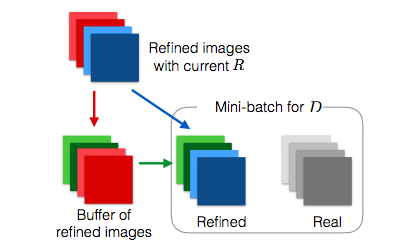 Refined images
with current R
Mini-batch for D
Buffer of
refined images
Refined
Real